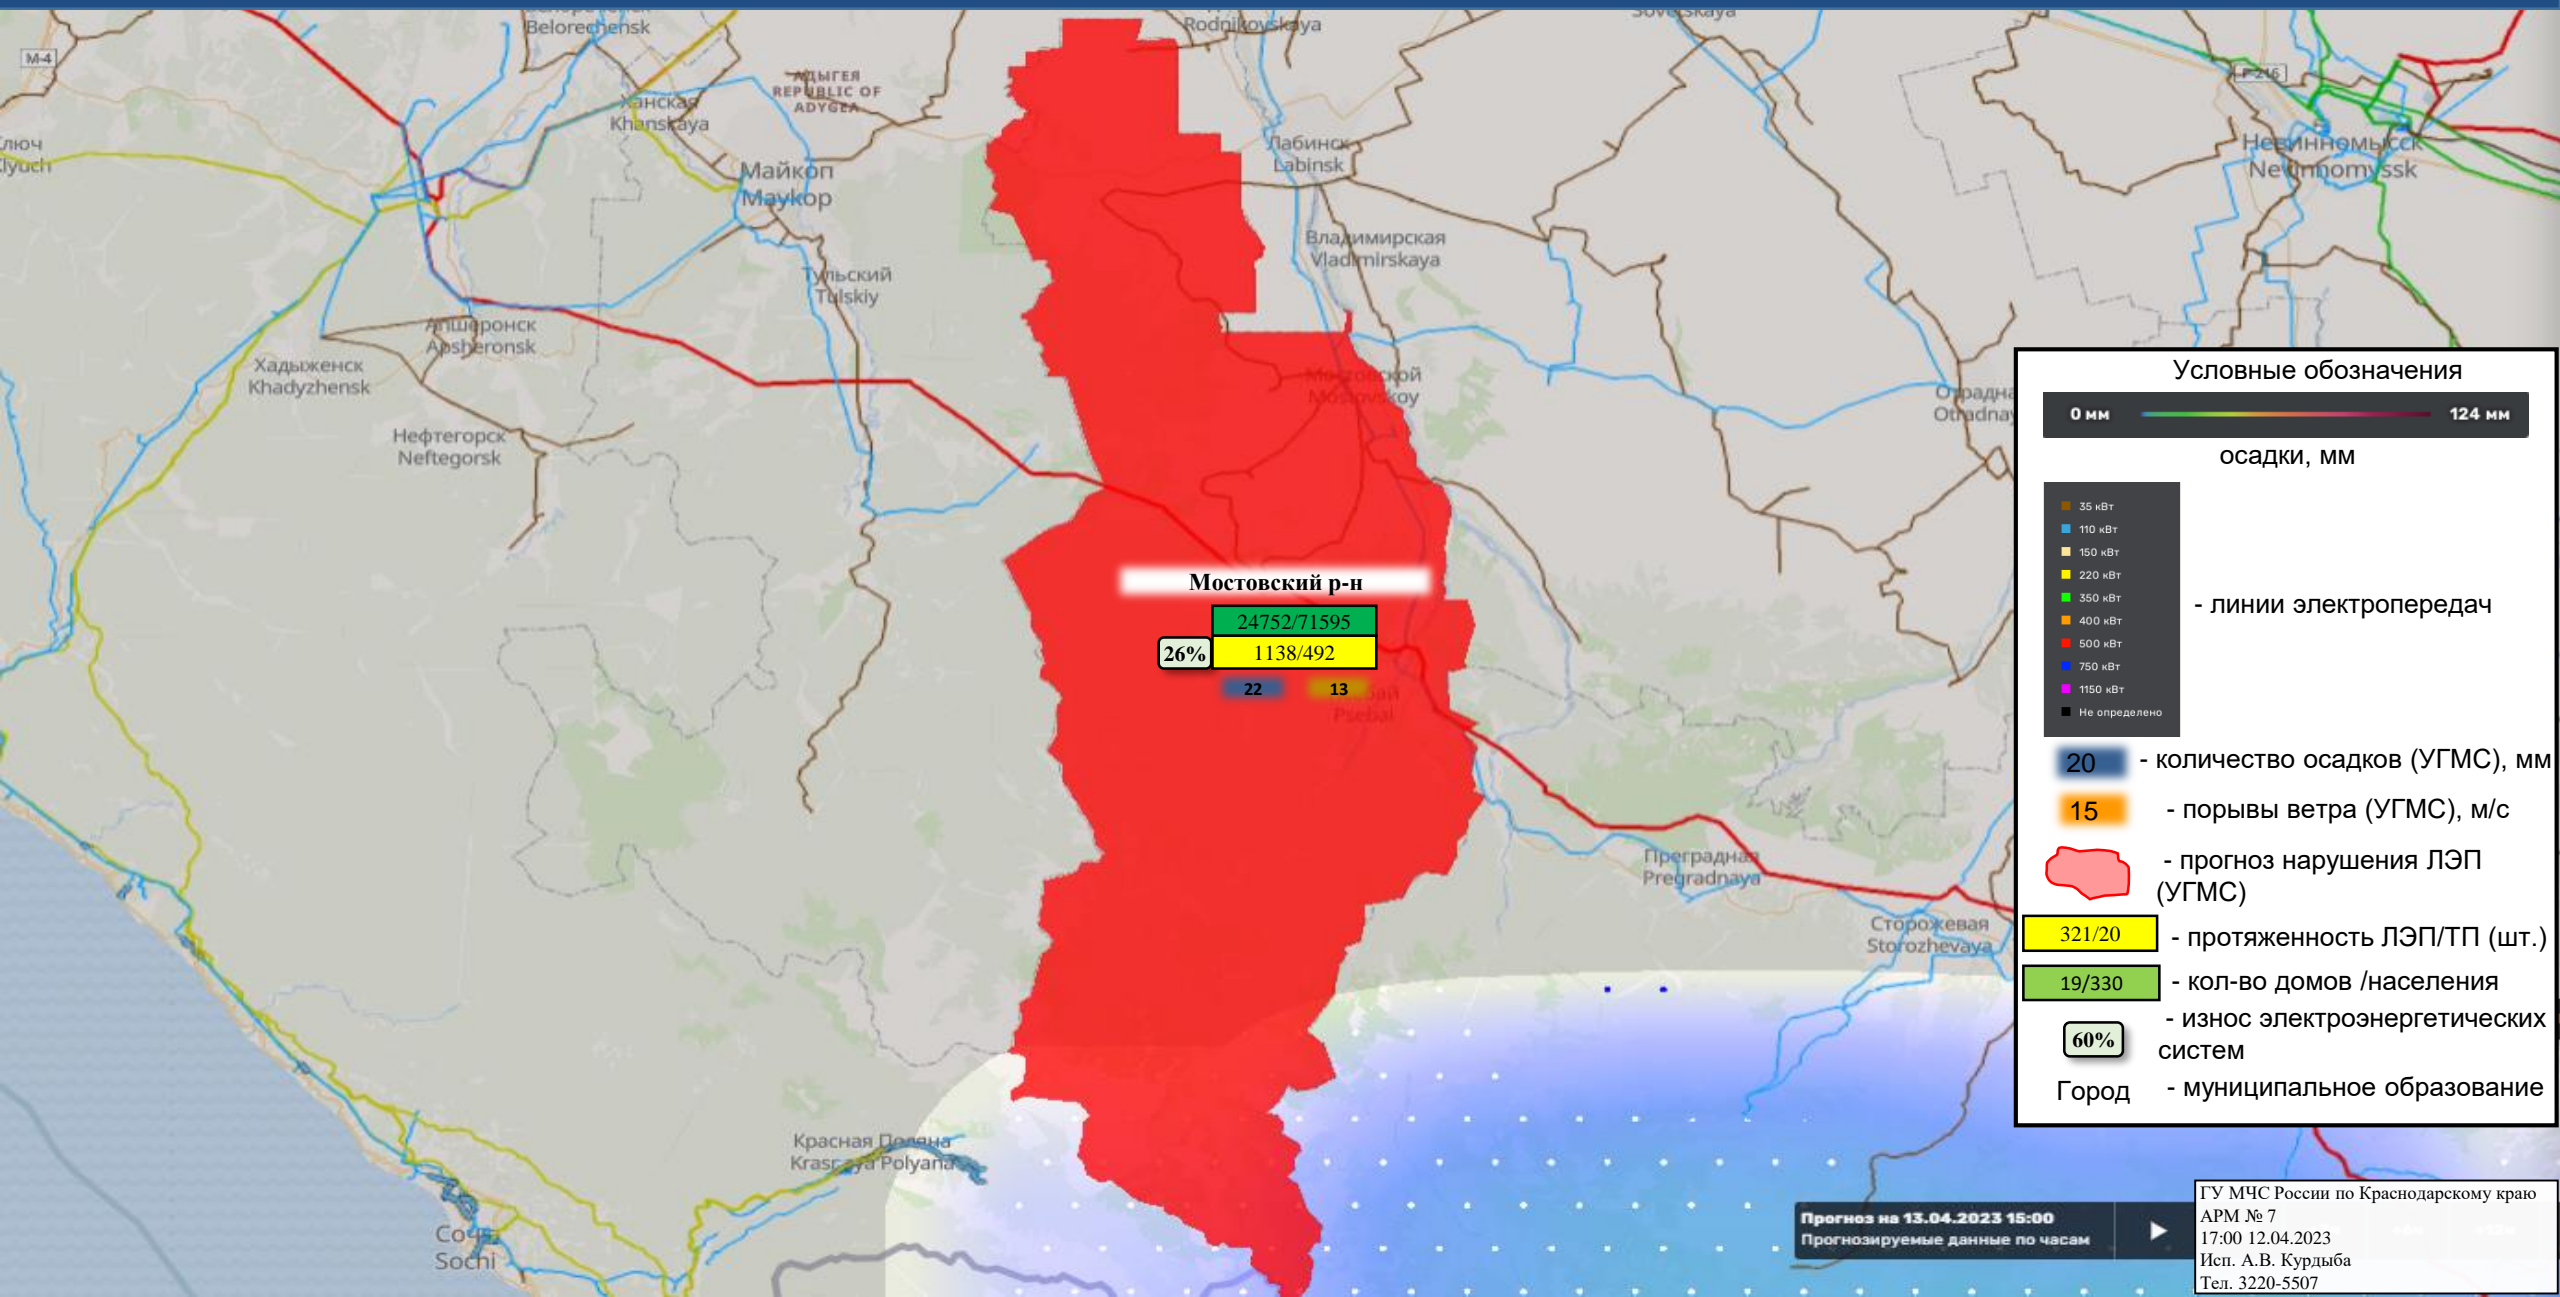 Belorechensk
Rodnikovskaya
M-4
АДЫГЕЯ
REPUBLIC OF
ADYGEA
Ханская
Khanskaya
P-216
Невинномысск
Nevinnomyssk
Лабинск
Labinsk
Майкоп
Maykop
Владимирская
Vladimirskaya
Тульский
Tulskiy
Апшеронск
Apsheronsk
Хадыженск
Khadyzhensk
Мостовской
Mostovskoy
Нефтегорск
Neftegorsk
Мостовский р-н
24752/71595
26%
1138/492
22
13
Psebai
Преградная
Pregradnaya
Сторожевая
Storozhevaya
Красная Поляна
Krasnaya Polyana
Сочи
Sochi
Условные обозначения
0 мм
124 мм
осадки, мм
35 кВт
110 кВт
150 кВт
220 кВт
350 кВт
400 кВт
500 кВт
750 кВт
1150 кВт
Не определено
- линии электропередач
20 - количество осадков (УГМС), мм
15 - порывы ветра (УГМС), м/с
- прогноз нарушения ЛЭП
(УГМС)
321/20 - протяженность ЛЭП/ТП (шт.)
19/330 - кол-во домов /населения
- износ электроэнергетических
60% систем
Город - муниципальное образование
Прогноз на 13.04.2023 15:00
Прогнозируемые данные по часам
ГУ МЧС России по Краснодарскому краю
АРМ № 7
17:00 12.04.2023
Исп. А.В. Курдыба
Тел. 3220-5507